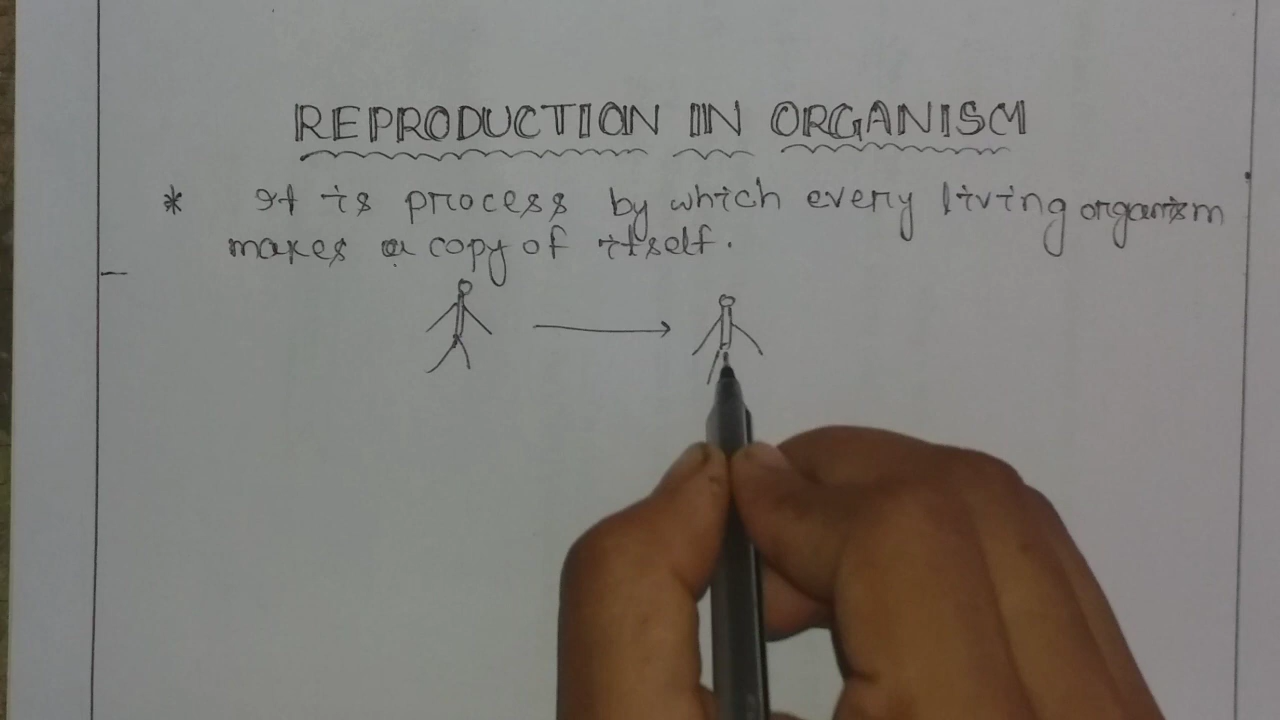 REPRODUCTION IN ORGANISM
* It is process by which every living organism
makes a copy of itself.